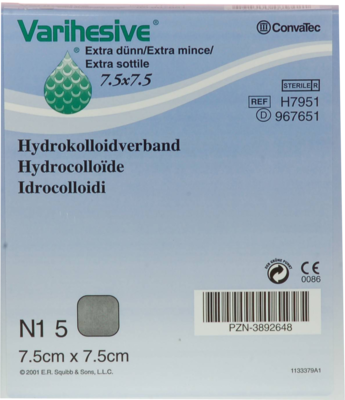 Varihesive®
ConvaTec
Extra dünn/Extra mince/
Extra sottile
7.5x7.5
STERILE R
REF H7951
D 967651
Hydrokolloidverband
Hydrocolloïde
Idrocolloidi
0086
N1 5
PZN-3892648
7.5cm x 7.5cm
© 2001 E.R. Squibb & Sons, L.L.C.
1133379A1